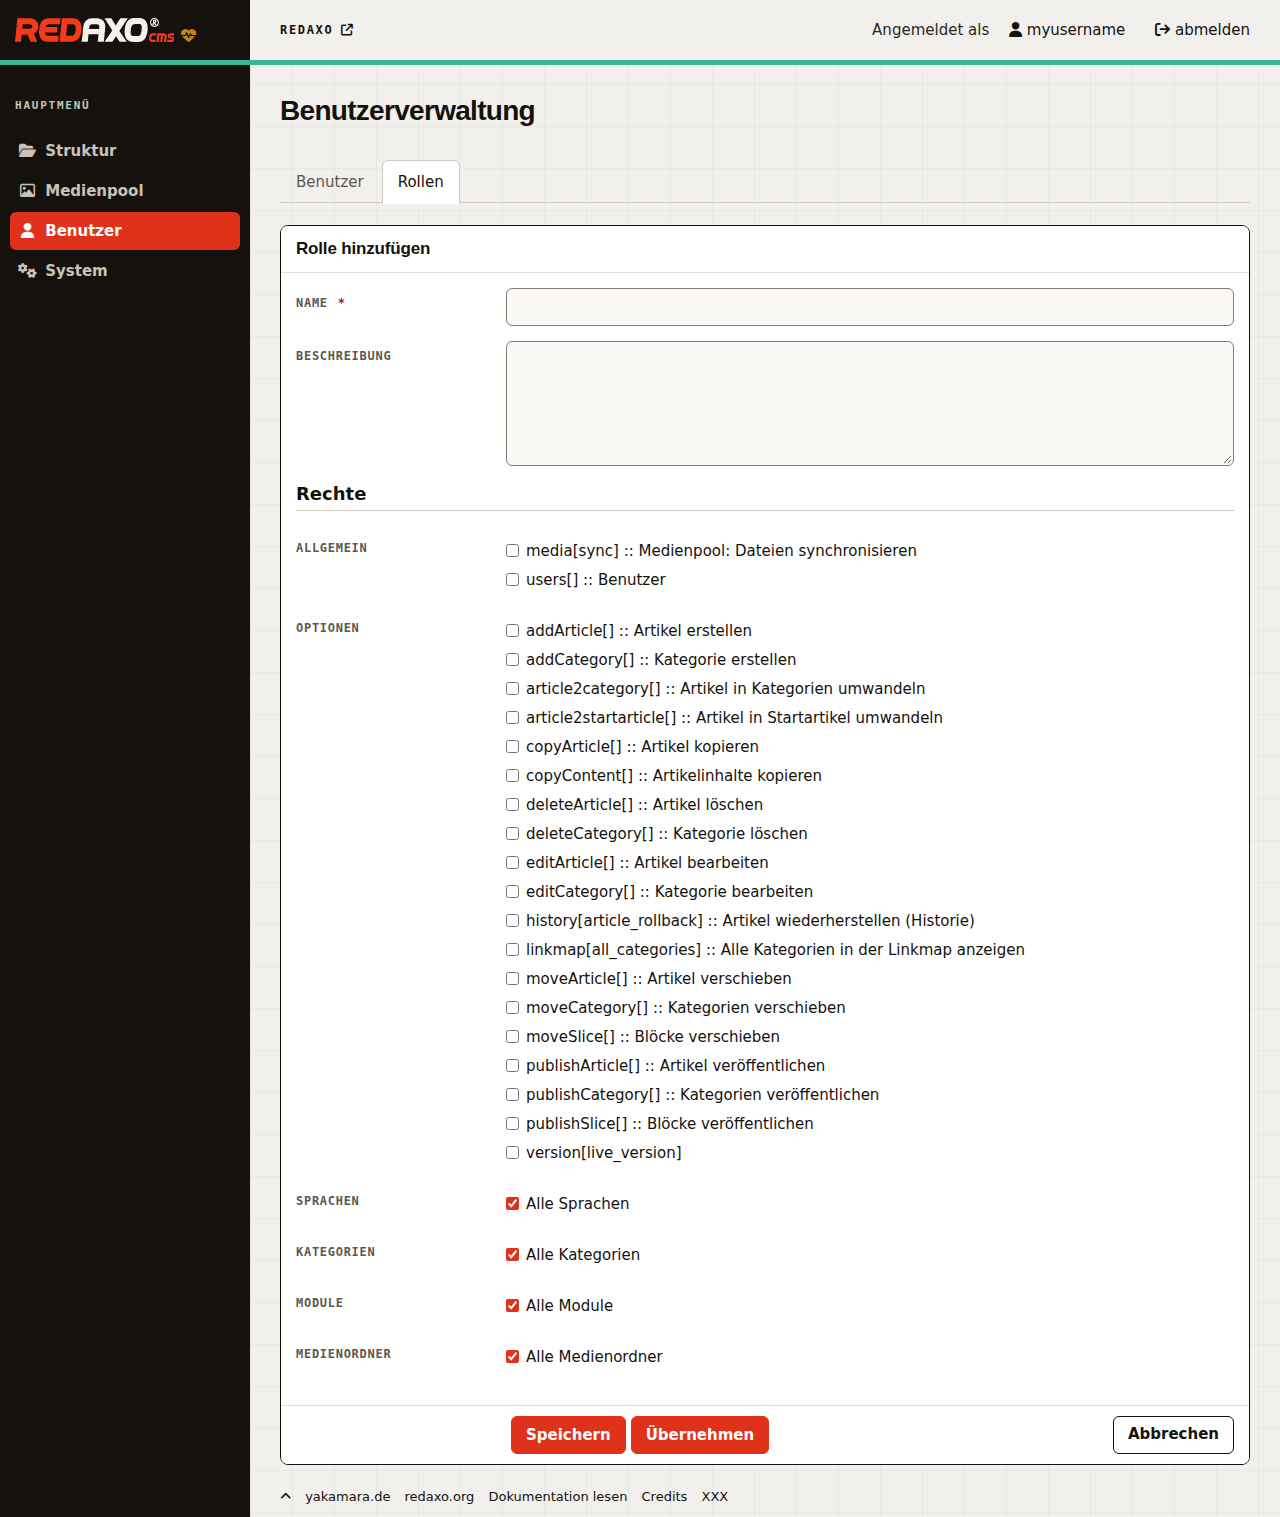 REDAXO® cms
REDAXO
Angemeldet als myusername abmelden
HAUPTMENÜ
Struktur
Medienpool
Benutzer
System
Benutzerverwaltung
Benutzer Rollen
Rolle hinzufügen
NAME *
BESCHREIBUNG
Rechte
ALLGEMEIN
media[sync] :: Medienpool: Dateien synchronisieren
users[] :: Benutzer
OPTIONEN
addArticle[] :: Artikel erstellen
addCategory[] :: Kategorie erstellen
article2category[] :: Artikel in Kategorien umwandeln
article2startarticle[] :: Artikel in Startartikel umwandeln
copyArticle[] :: Artikel kopieren
copyContent[] :: Artikelinhalte kopieren
deleteArticle[] :: Artikel löschen
deleteCategory[] :: Kategorie löschen
editArticle[] :: Artikel bearbeiten
editCategory[] :: Kategorie bearbeiten
history[article_rollback] :: Artikel wiederherstellen (Historie)
linkmap[all_categories] :: Alle Kategorien in der Linkmap anzeigen
moveArticle[] :: Artikel verschieben
moveCategory[] :: Kategorien verschieben
moveSlice[] :: Blöcke verschieben
publishArticle[] :: Artikel veröffentlichen
publishCategory[] :: Kategorien veröffentlichen
publishSlice[] :: Blöcke veröffentlichen
version[live_version]
SPRACHEN
Alle Sprachen
KATEGORIEN
Alle Kategorien
MODULE
Alle Module
MEDIENORDNER
Alle Medienordner
Speichern Übernehmen Abbrechen
yakamara.de redaxo.org Dokumentation lesen Credits XXX